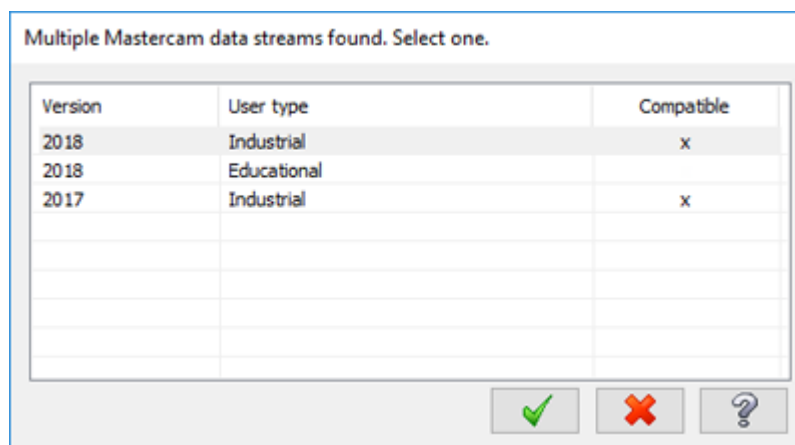 Multiple Mastercam data streams found. Select one.
Version User type Compatible
2018 Industrial x
2018 Educational
2017 Industrial x